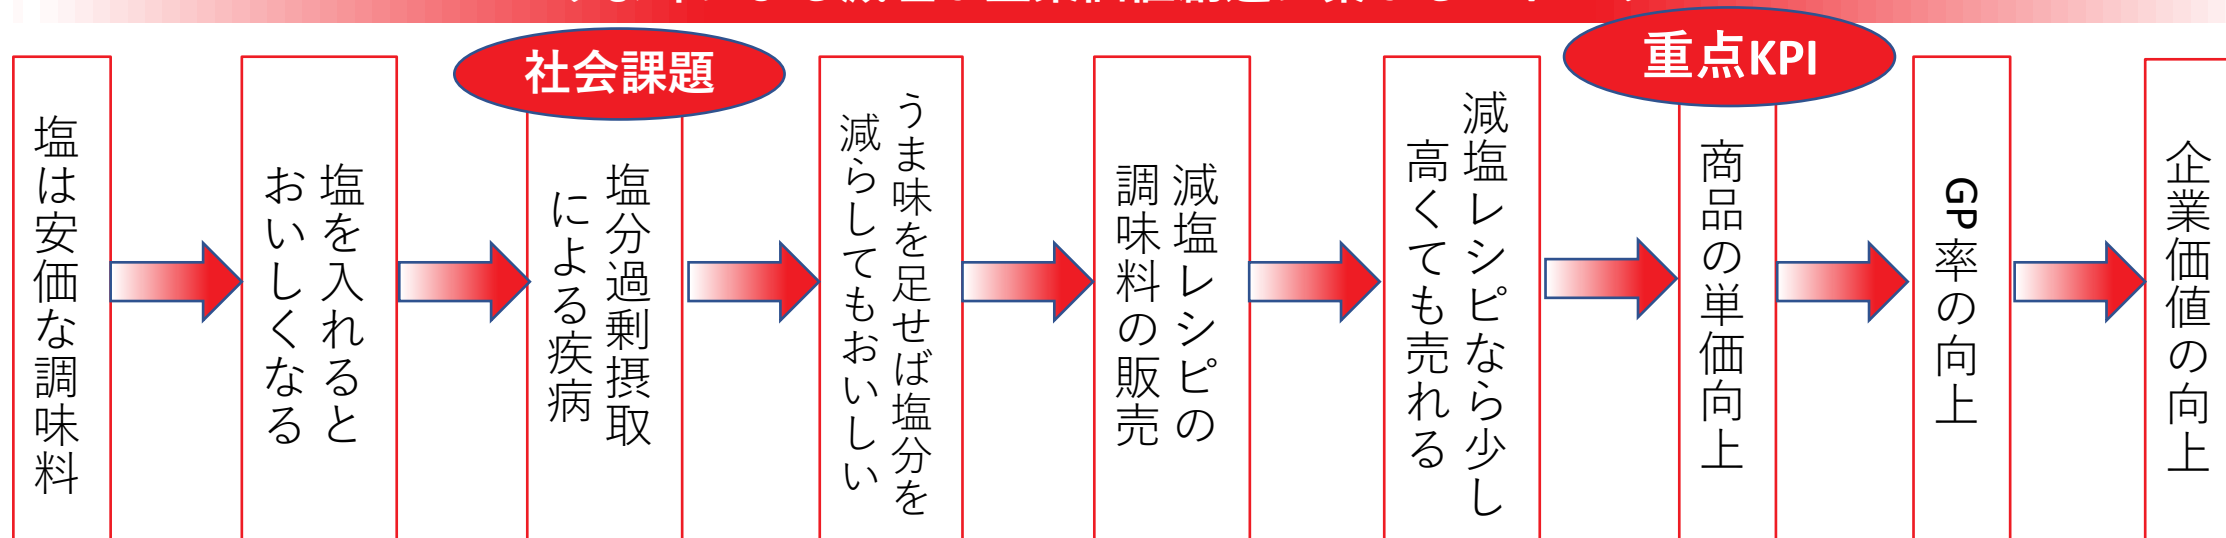 社会課題
重点KPI
塩は安価な調味料
塩を入れると
おいしくなる
塩分過剰摂取
による疾病
うま味を足せば塩分を
減らしてもおいしい
減塩レシピの
調味料の販売
減塩レシピなら少し
高くても売れる
商品の単価向上
GP率の向上
企業価値の向上